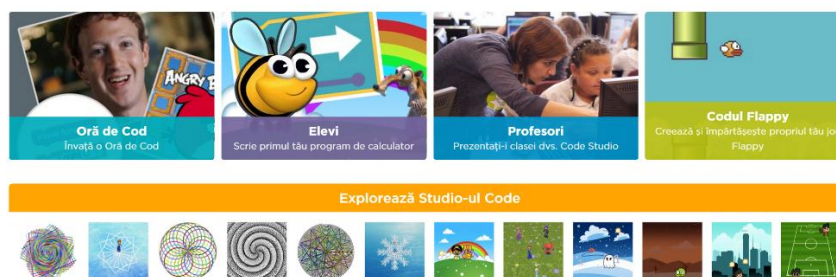 ANGRY B
Oră de Cod
Învață o Oră de Cod
Elevi
Scrie primul tău program de calculator
Profesori
Prezentați-i clasei dvs. Code Studio
Codul Flappy
Creează și împărtășește propriul tău jo
Flappy
Explorează Studio-ul Code